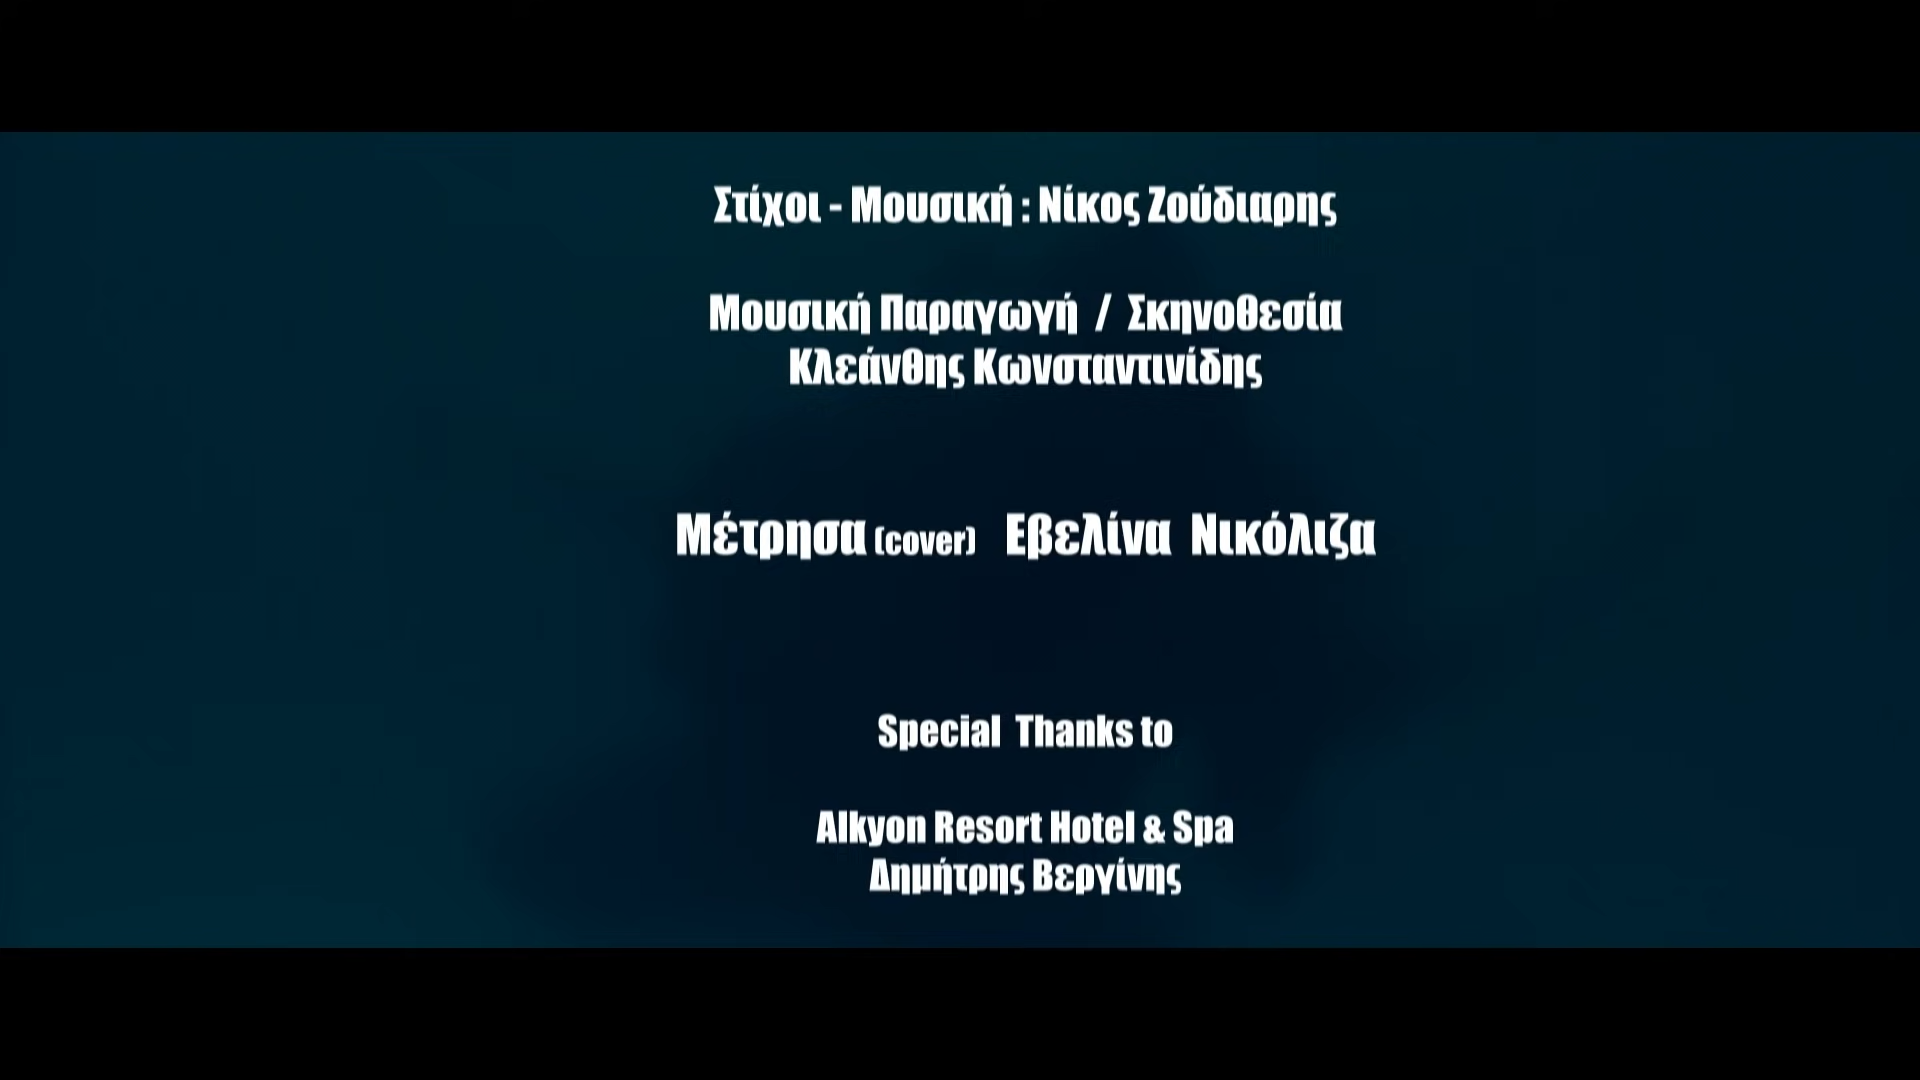 Στίχοι - Μουσική : Νίκος Ζούδιαρης
Μουσική Παραγωγή / Σκηνοθεσία
Κλεάνθης Κωνσταντινίδης
Μέτρησα (cover) Εβελίνα Νικόλιζα
Special Thanks to
Alkyon Resort Hotel & Spa
Δημήτρης Βεργίνης